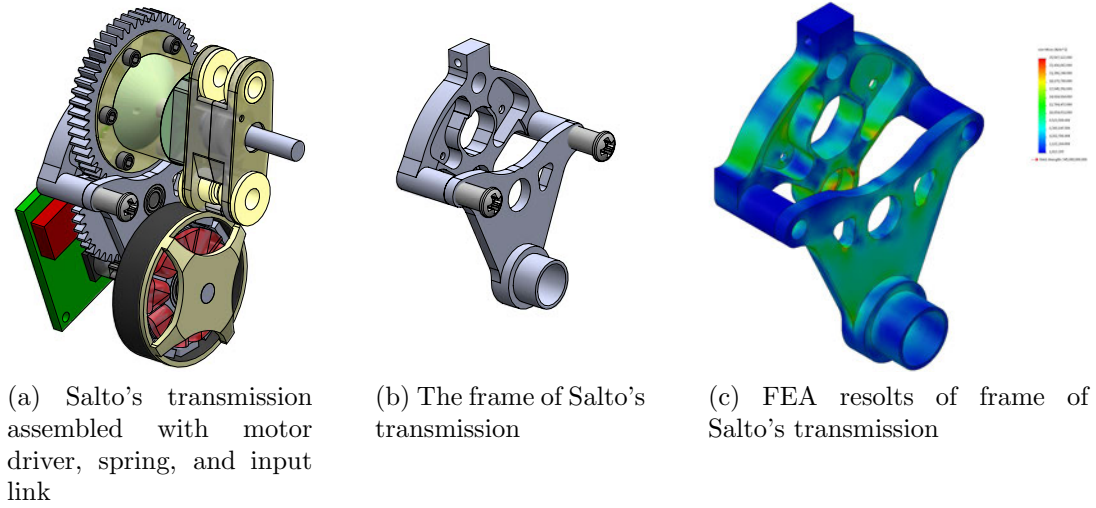 (a) Salto's transmission
assembled with motor
driver, spring, and input
link
(b) The frame of Salto's
transmission
(c) FEA resolts of frame of
Salto's transmission